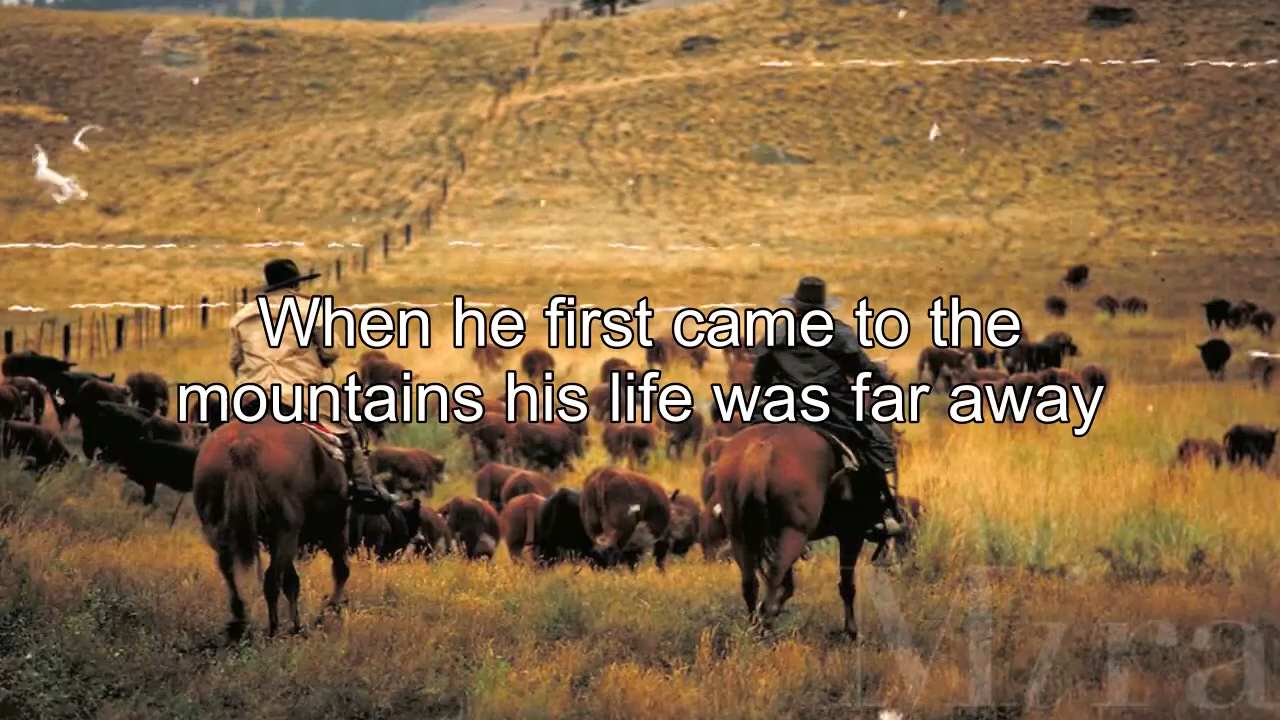 When he first came to the
mountains his life was far away